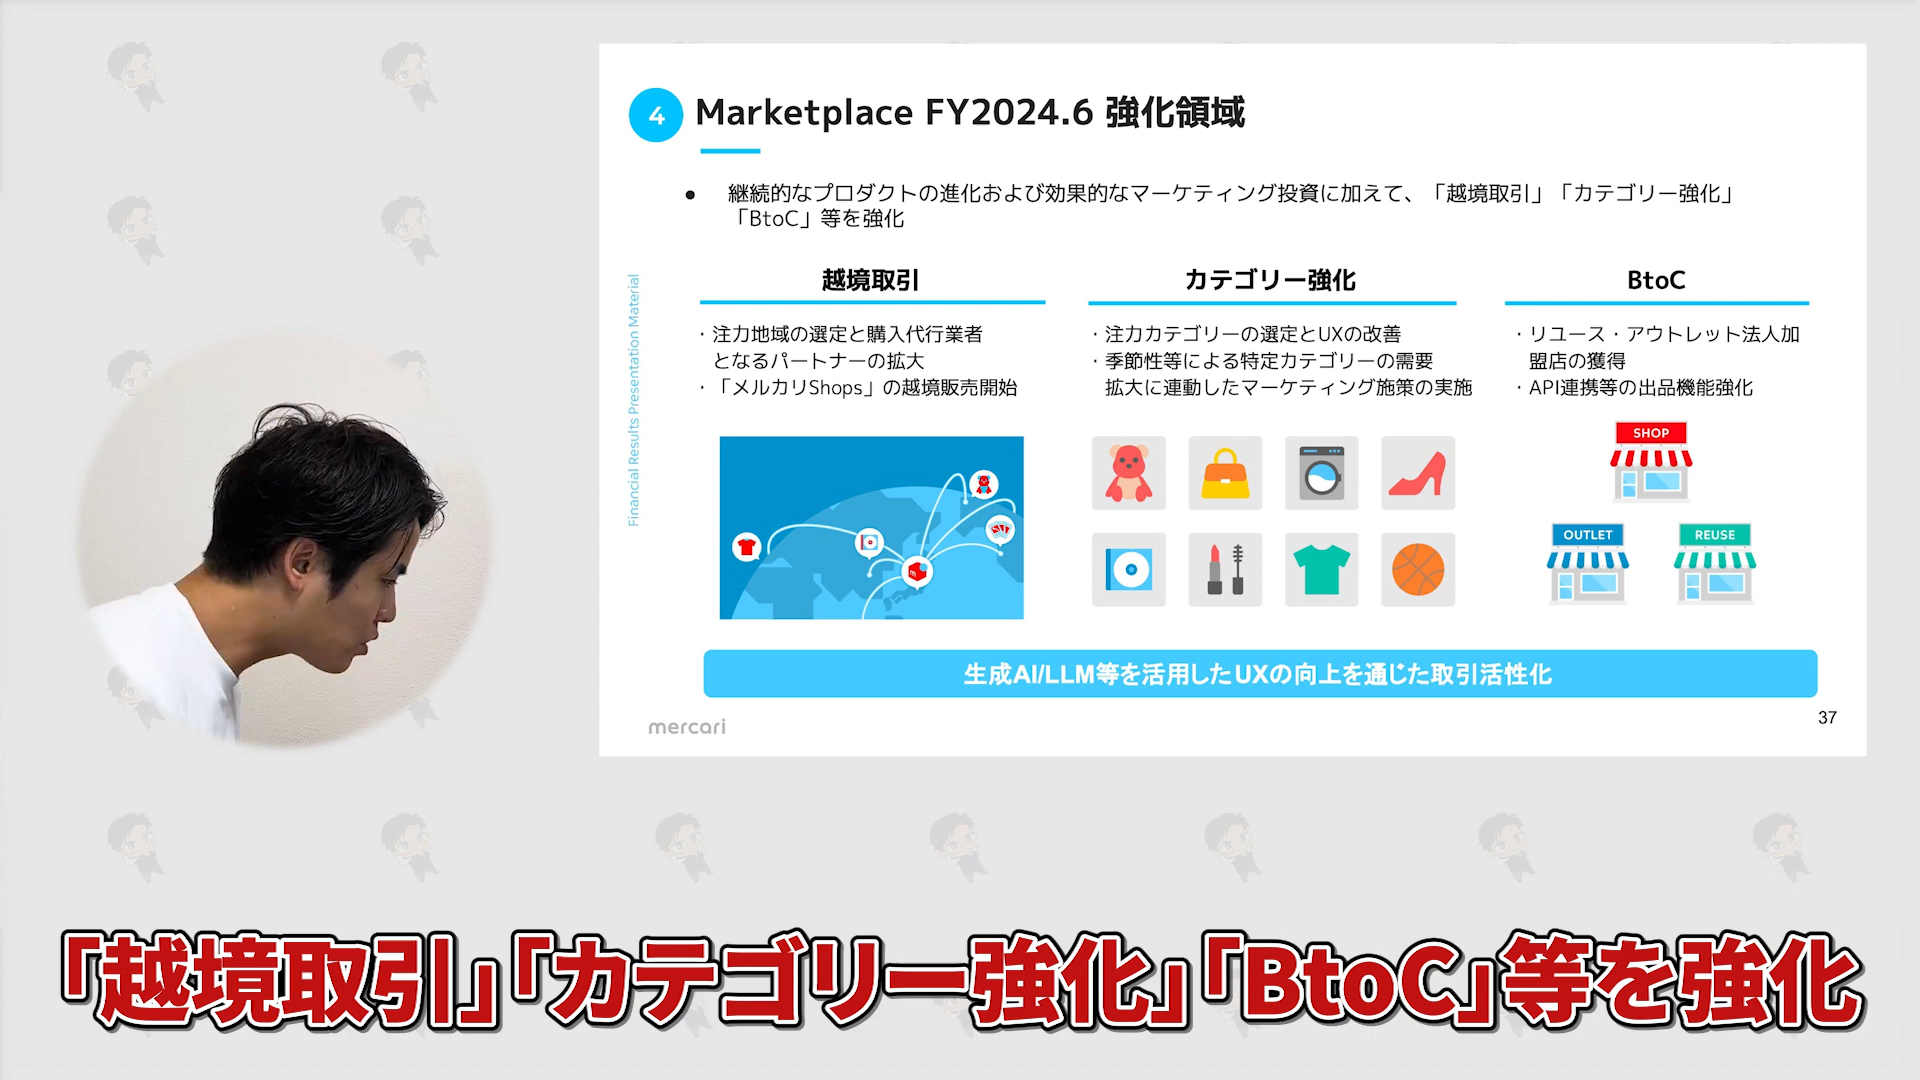 4
Marketplace FY2024.6 強化領域
● 継続的なプロダクトの進化および効果的なマーケティング投資に加えて、「越境取引」「カテゴリー強化」
「BtoC」等を強化
Financial Results Presentation Material
越境取引
・注力地域の選定と購入代行業者
となるパートナーの拡大
・「メルカリShops」の越境販売開始
カテゴリー強化
・注力カテゴリーの選定とUXの改善
・季節性等による特定カテゴリーの需要
拡大に連動したマーケティング施策の実施
BtoC
・リユース・アウトレット法人加
盟店の獲得
・API連携等の出品機能強化
SHOP
OUTLET
REUSE
生成AI/LLM等を活用したUXの向上を通じた取引活性化
mercari
37
「越境取引」「カテゴリー強化」「BtoC」等を強化